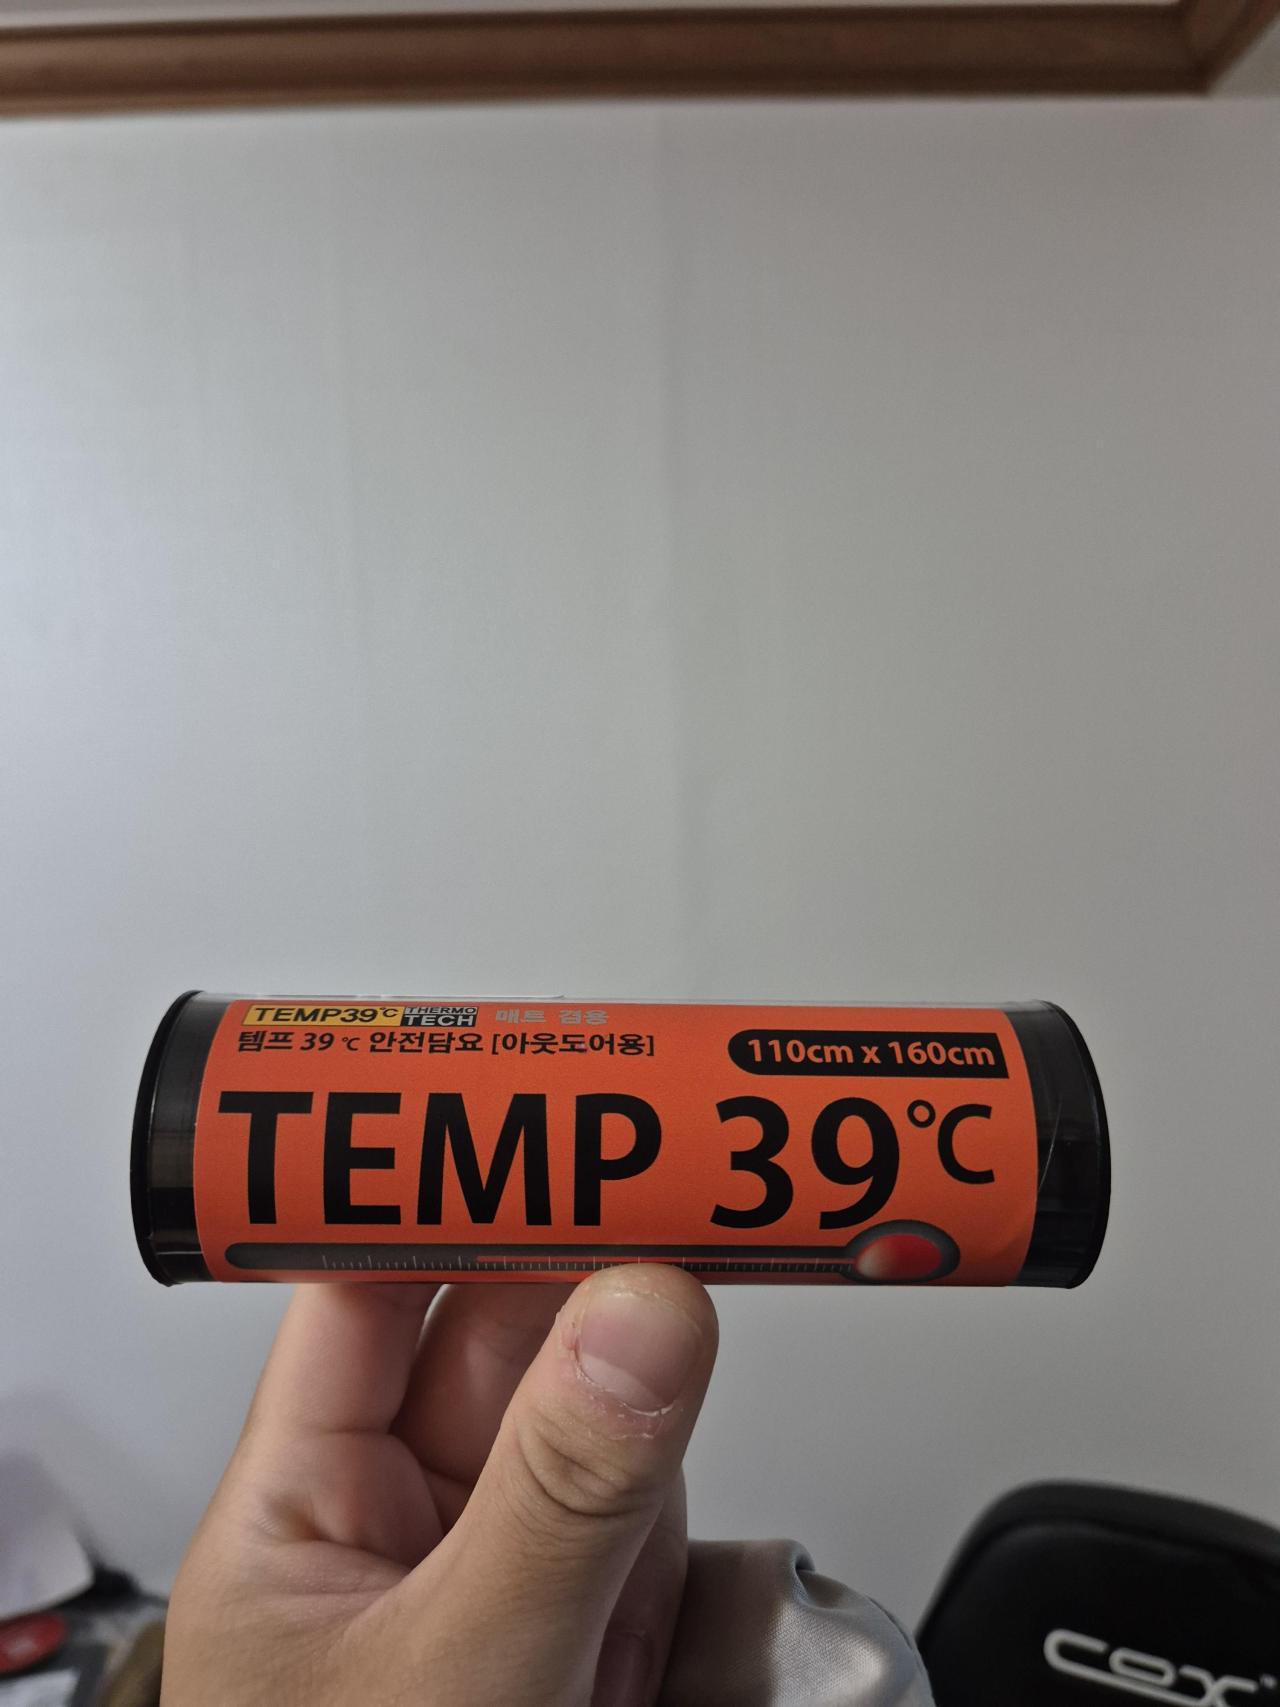 TEMP39℃ THERMO TECH 매트 겸용
템프 39 ℃ 안전담요 [아웃도어용]
110cm x 160cm
TEMP 39℃
COX